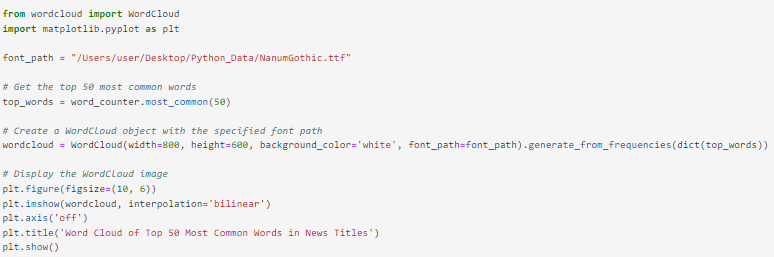 from wordcloud import WordCloud
import matplotlib.pyplot as plt
font_path = "/Users/user/Desktop/Python_Data/NanumGothic.ttf"
# Get the top 50 most common words
top_words = word_counter.most_common(50)
# Create a WordCloud object with the specified font path
wordcloud = WordCloud(width=800, height=600, background_color='white', font_path=font_path).generate_from_frequencies(dict(top_words))
# Display the WordCloud image
plt.figure(figsize=(10, 6))
plt.imshow(wordcloud, interpolation='bilinear')
plt.axis('off')
plt.title('Word Cloud of Top 50 Most Common Words in News Titles')
plt.show()